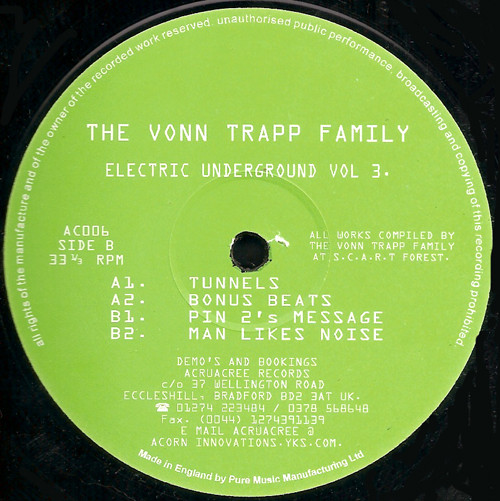 all rights of the manufacture and of the owner of the recorded work reserved. unauthorised public performance, broadcasting and copying of this recording prohibited.
THE VONN TRAPP FAMILY
ELECTRIC UNDERGROUND VOL 3.
AC006
SIDE B
33 ⅓ RPM
ALL WORKS COMPILED BY
THE VONN TRAPP FAMILY
AT S.C.A.R.T FOREST.
A1. TUNNELS
A2. BONUS BEATS
B1. PIN 2's MESSAGE
B2. MAN LIKES NOISE
DEMO'S AND BOOKINGS
ACRUACREE RECORDS
c/o 37 WELLINGTON ROAD
ECCLESHILL, BRADFORD BD2 3AT UK.
☎ 01274 223484 / 0378 568648
Fax. (0044) 1274391139
E MAIL ACRUACREE @
ACORN INNOVATIONS.YKS.COM.
Made in England by Pure Music Manufacturing Ltd